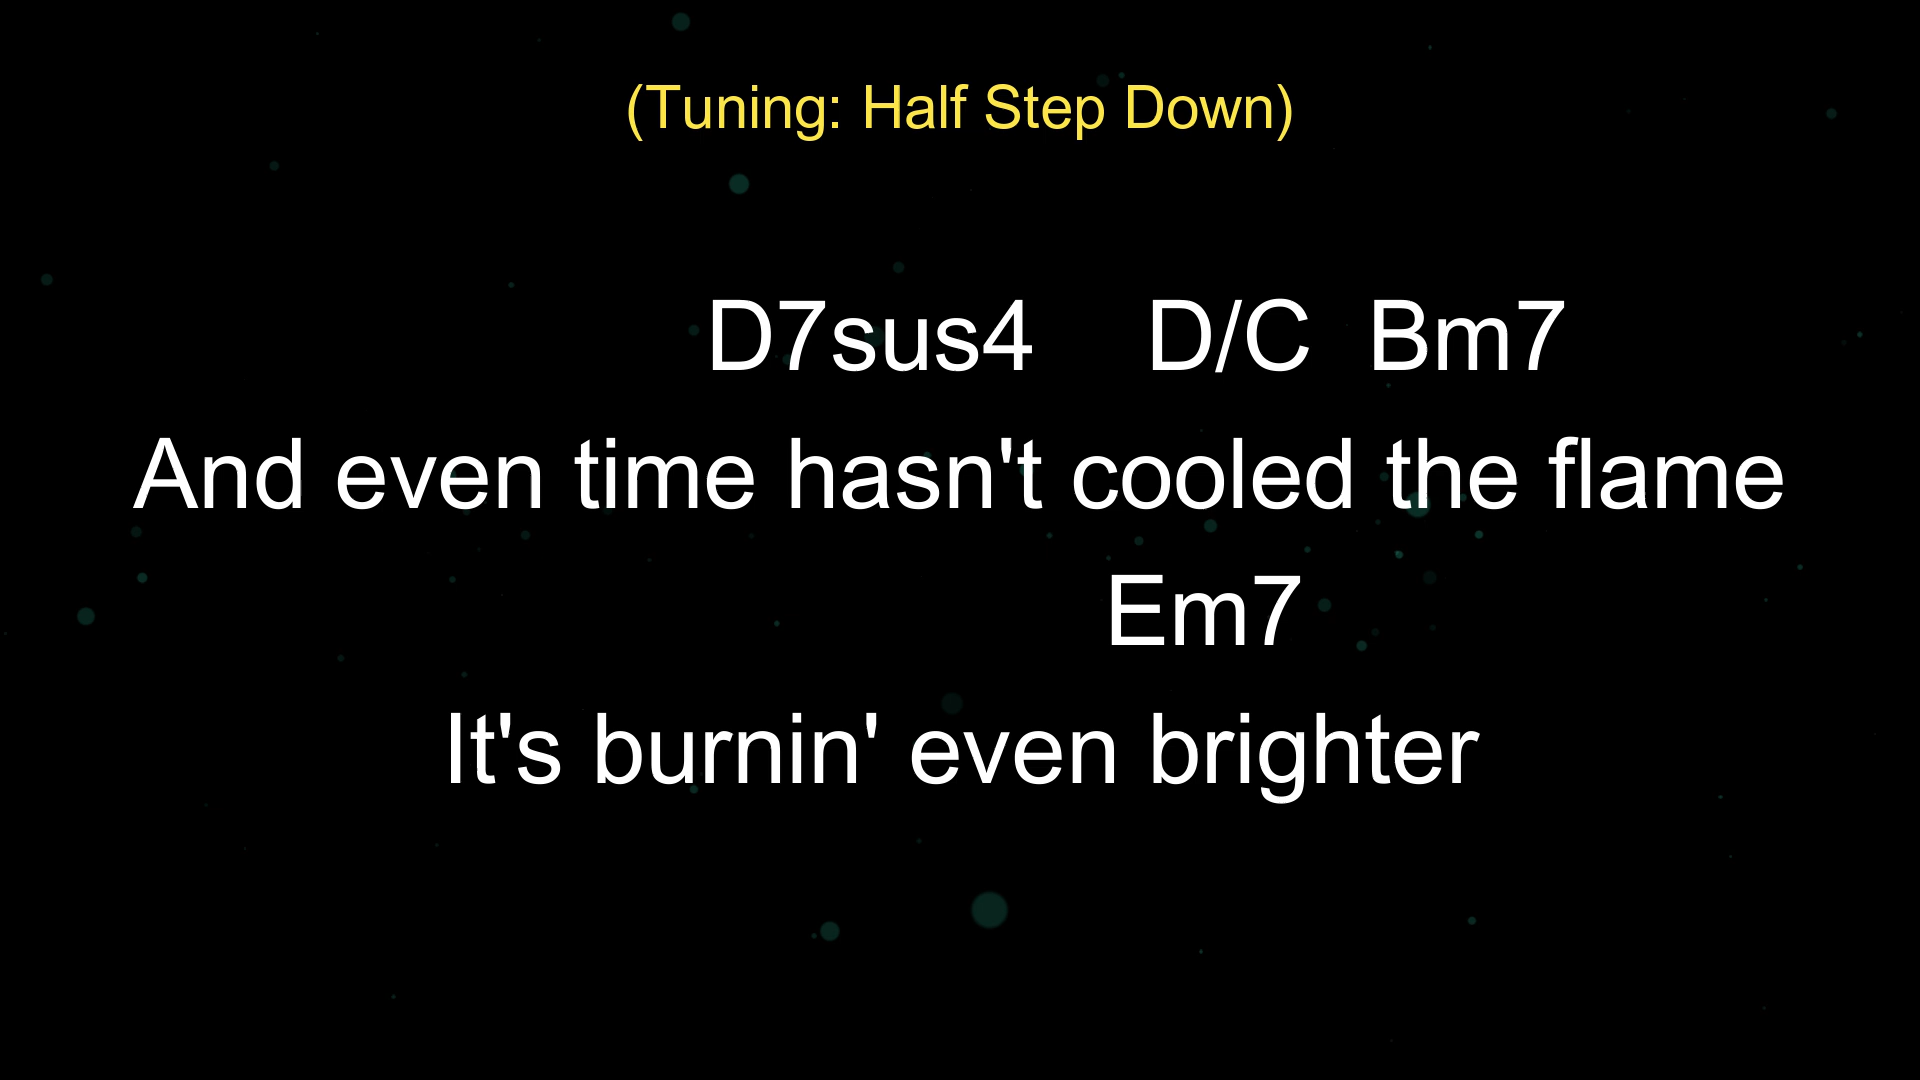 (Tuning: Half Step Down)
D7sus4 D/C Bm7
And even time hasn't cooled the flame
Em7
It's burnin' even brighter